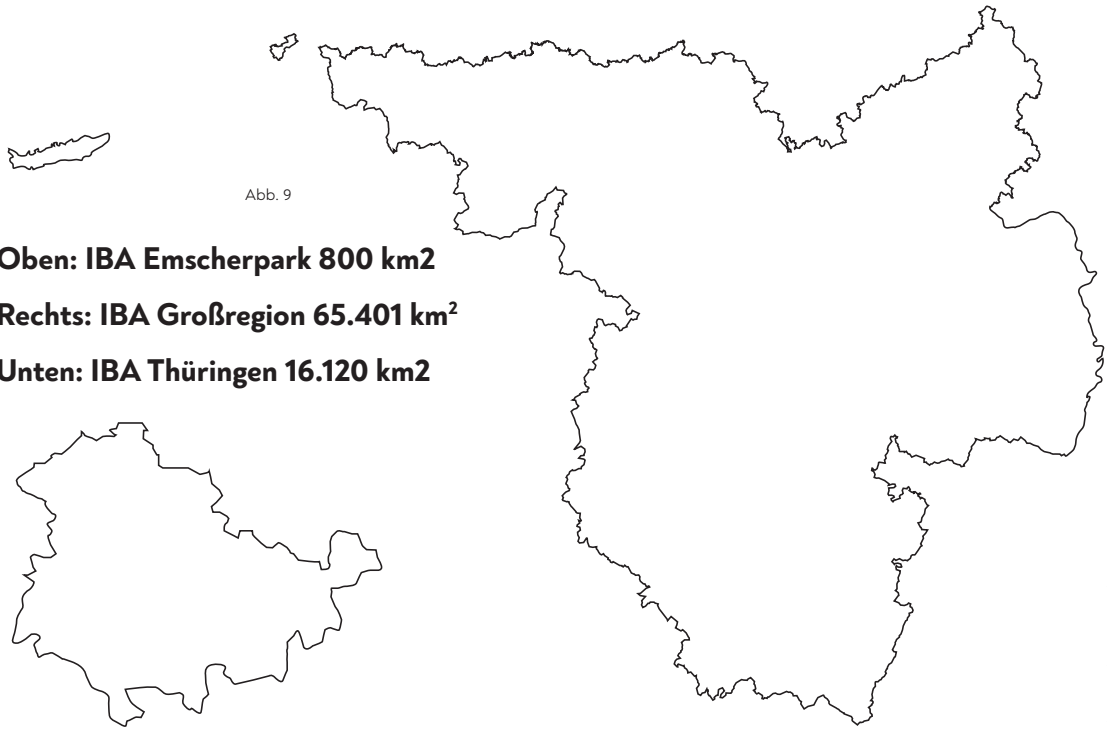 Abb. 9
Oben: IBA Emscherpark 800 km2
Rechts: IBA Großregion 65.401 km²
Unten: IBA Thüringen 16.120 km2